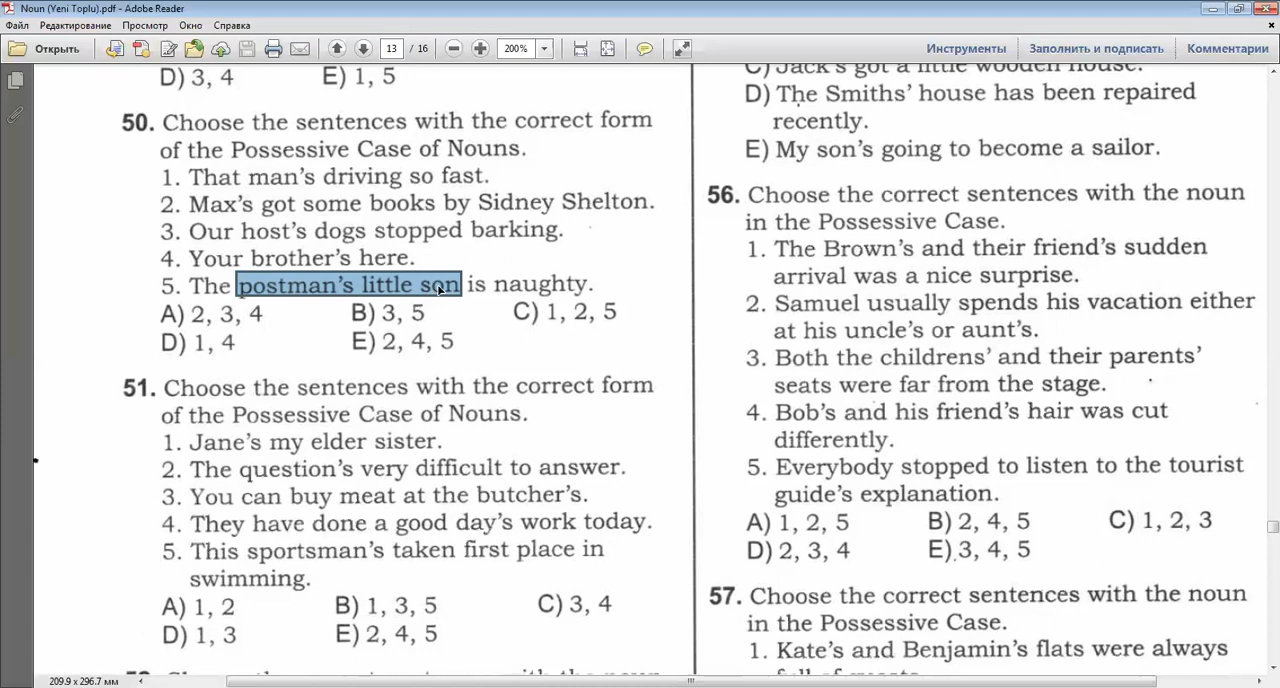 Noun (Yeni Toplu).pdf - Adobe Reader
Файл Редактирование Просмотр Окно Справка
Открыть 13 / 16 200% Инструменты Заполнить и подписать Комментарии
D) 3, 4 E) 1, 5
50. Choose the sentences with the correct form
of the Possessive Case of Nouns.
1. That man's driving so fast.
2. Max's got some books by Sidney Shelton.
3. Our host's dogs stopped barking.
4. Your brother's here.
5. The postman's little son is naughty.
A) 2, 3, 4 B) 3, 5 C) 1, 2, 5
D) 1, 4 E) 2, 4, 5
51. Choose the sentences with the correct form
of the Possessive Case of Nouns.
1. Jane's my elder sister.
2. The question's very difficult to answer.
3. You can buy meat at the butcher's.
4. They have done a good day's work today.
5. This sportsman's taken first place in
swimming.
A) 1, 2 B) 1, 3, 5 C) 3, 4
D) 1, 3 E) 2, 4, 5
C) Jack's got a little wooden house.
D) The Smiths' house has been repaired
recently.
E) My son's going to become a sailor.
56. Choose the correct sentences with the noun
in the Possessive Case.
1. The Brown's and their friend's sudden
arrival was a nice surprise.
2. Samuel usually spends his vacation either
at his uncle's or aunt's.
3. Both the childrens' and their parents'
seats were far from the stage.
4. Bob's and his friend's hair was cut
differently.
5. Everybody stopped to listen to the tourist
guide's explanation.
A) 1, 2, 5 B) 2, 4, 5 C) 1, 2, 3
D) 2, 3, 4 E) 3, 4, 5
57. Choose the correct sentences with the noun
in the Possessive Case.
1. Kate's and Benjamin's flats were always
209.9 x 296.7 мм